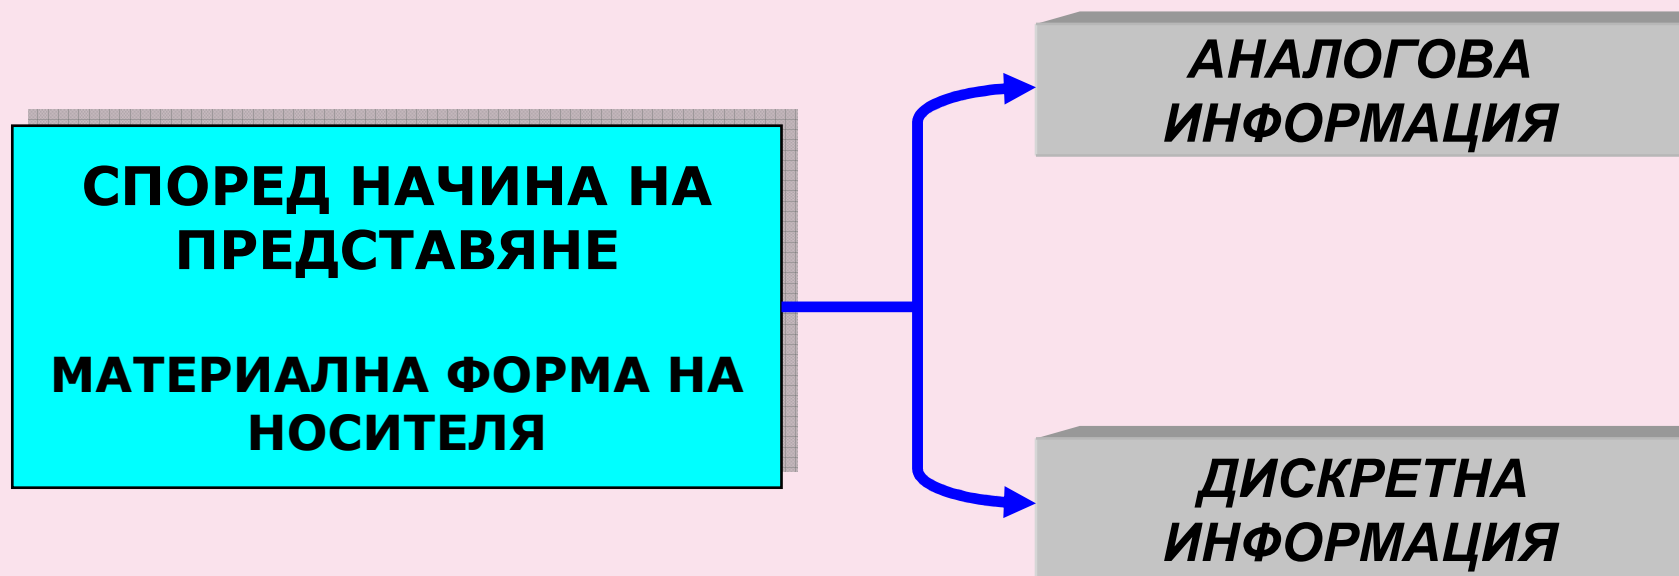 СПОРЕД НАЧИНА НА
ПРЕДСТАВЯНЕ
МАТЕРИАЛНА ФОРМА НА
НОСИТЕЛЯ
АНАЛОГОВА
ИНФОРМАЦИЯ
ДИСКРЕТНА
ИНФОРМАЦИЯ